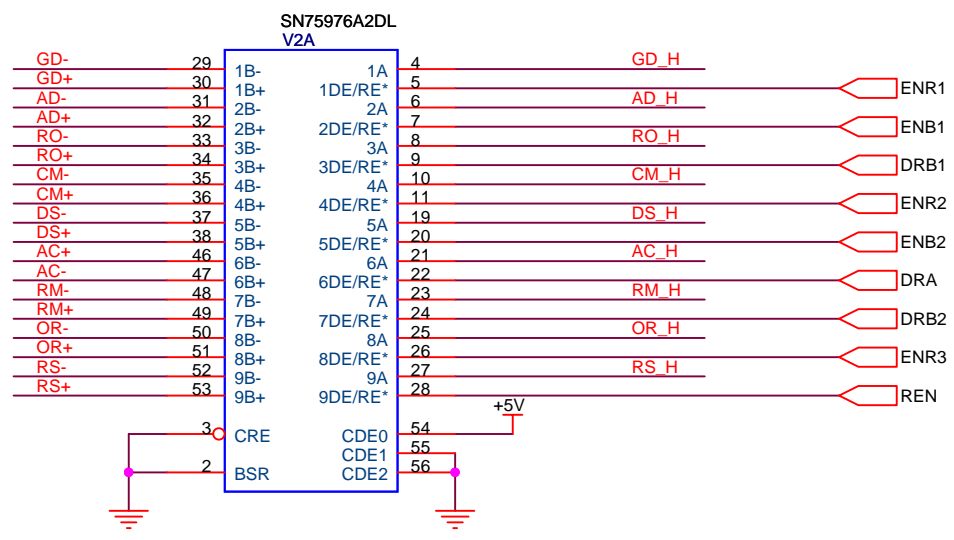 SN75976A2DL
V2A
GD- 29 1B- 1A 4 GD_H
GD+ 30 1B+ 1DE/RE* 5 ENR1
AD- 31 2B- 2A 6 AD_H
AD+ 32 2B+ 2DE/RE* 7 ENB1
RO- 33 3B- 3A 8 RO_H
RO+ 34 3B+ 3DE/RE* 9 DRB1
CM- 35 4B- 4A 10 CM_H
CM+ 36 4B+ 4DE/RE* 11 ENR2
DS- 37 5B- 5A 19 DS_H
DS+ 38 5B+ 5DE/RE* 20 ENB2
AC+ 46 6B- 6A 21 AC_H
AC- 47 6B+ 6DE/RE* 22 DRA
RM- 48 7B- 7A 23 RM_H
RM+ 49 7B+ 7DE/RE* 24 DRB2
OR- 50 8B- 8A 25 OR_H
OR+ 51 8B+ 8DE/RE* 26 ENR3
RS- 52 9B- 9A 27 RS_H
RS+ 53 9B+ 9DE/RE* 28 REN
+5V
3 CRE CDE0 54
CDE1 55
2 BSR CDE2 56